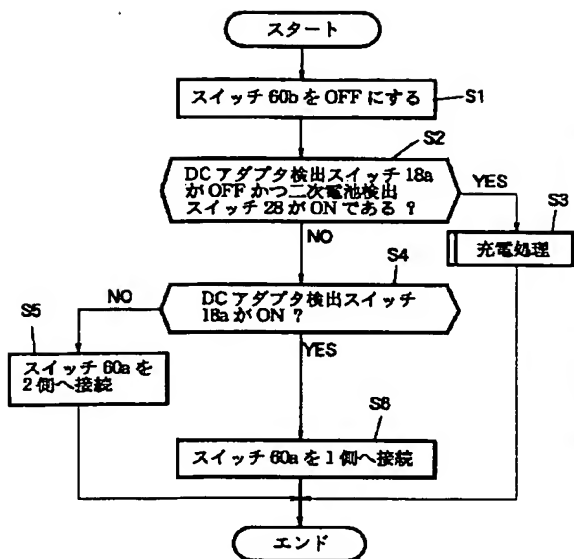 スタート
スイッチ 60b を OFF にする
S1
S2
DC アダプタ検出スイッチ 18a
が OFF かつ二次電池検出
スイッチ 28 が ON である ?
YES
S3
充電処理
NO
S4
DC アダプタ検出スイッチ
18a が ON ?
NO
S5
スイッチ 60a を
2 側へ接続
YES
S6
スイッチ 60a を 1 側へ接続
エンド